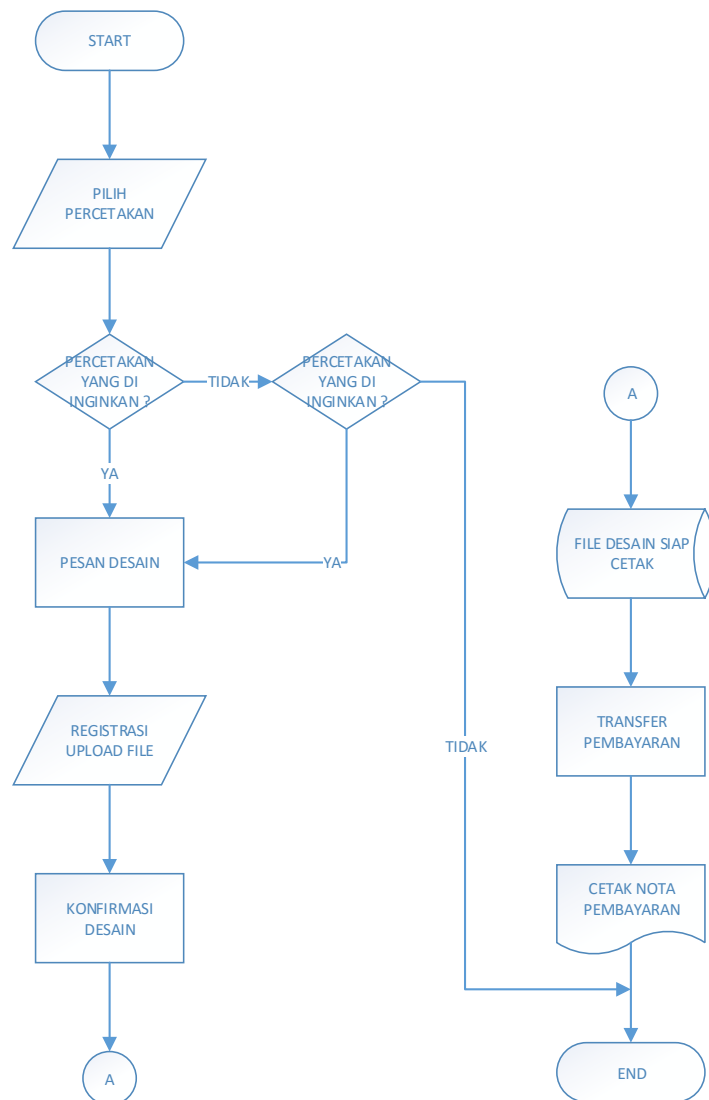 START
PILIH
PERCETAKAN
PERCETAKAN
YANG DI
INGINKAN ?
TIDAK
PERCETAKAN
YANG DI
INGINKAN ?
YA
PESAN DESAIN
YA
REGISTRASI
UPLOAD FILE
TIDAK
KONFIRMASI
DESAIN
A
A
FILE DESAIN SIAP
CETAK
TRANSFER
PEMBAYARAN
CETAK NOTA
PEMBAYARAN
END